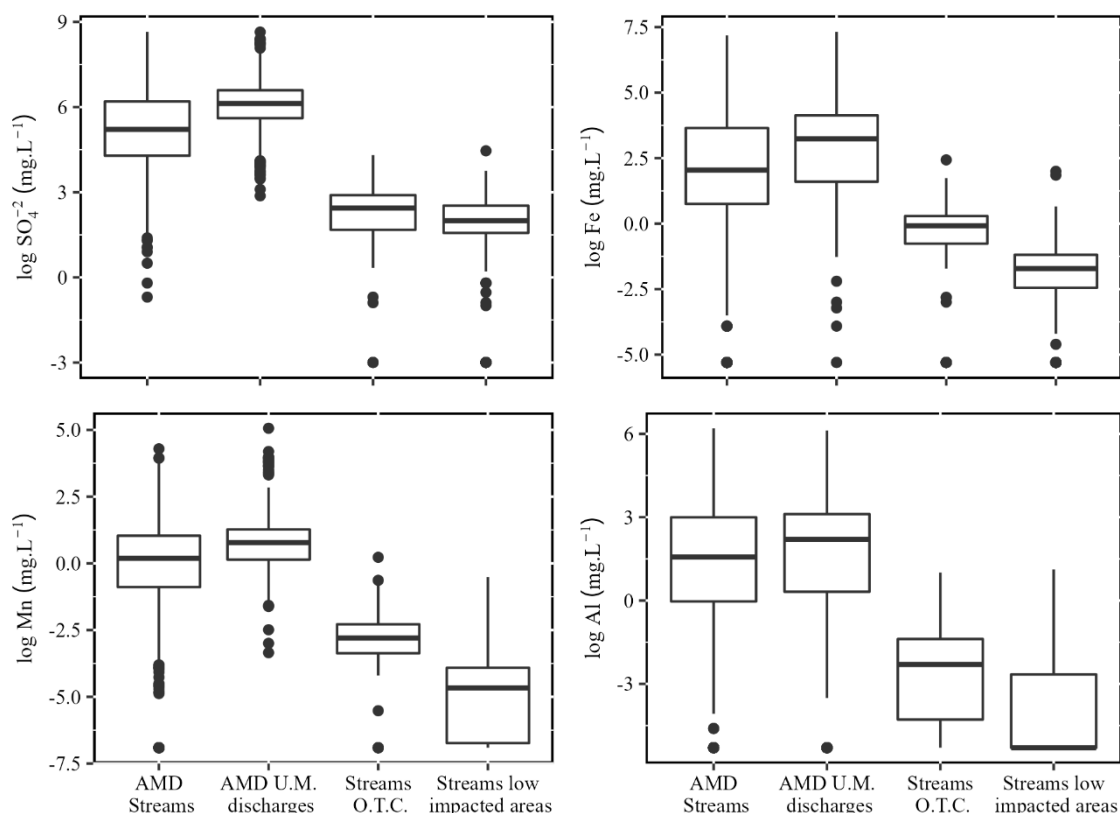 log SO₄⁻² (mg.L⁻¹)
9
6
3
0
-3
log Fe (mg.L⁻¹)
7.5
5.0
2.5
0.0
-2.5
-5.0
log Mn (mg.L⁻¹)
5.0
2.5
0.0
-2.5
-5.0
-7.5
AMD
Streams
AMD U.M.
discharges
Streams
O.T.C.
Streams low
impacted areas
log Al (mg.L⁻¹)
6
3
0
-3
AMD
Streams
AMD U.M.
discharges
Streams
O.T.C.
Streams low
impacted areas